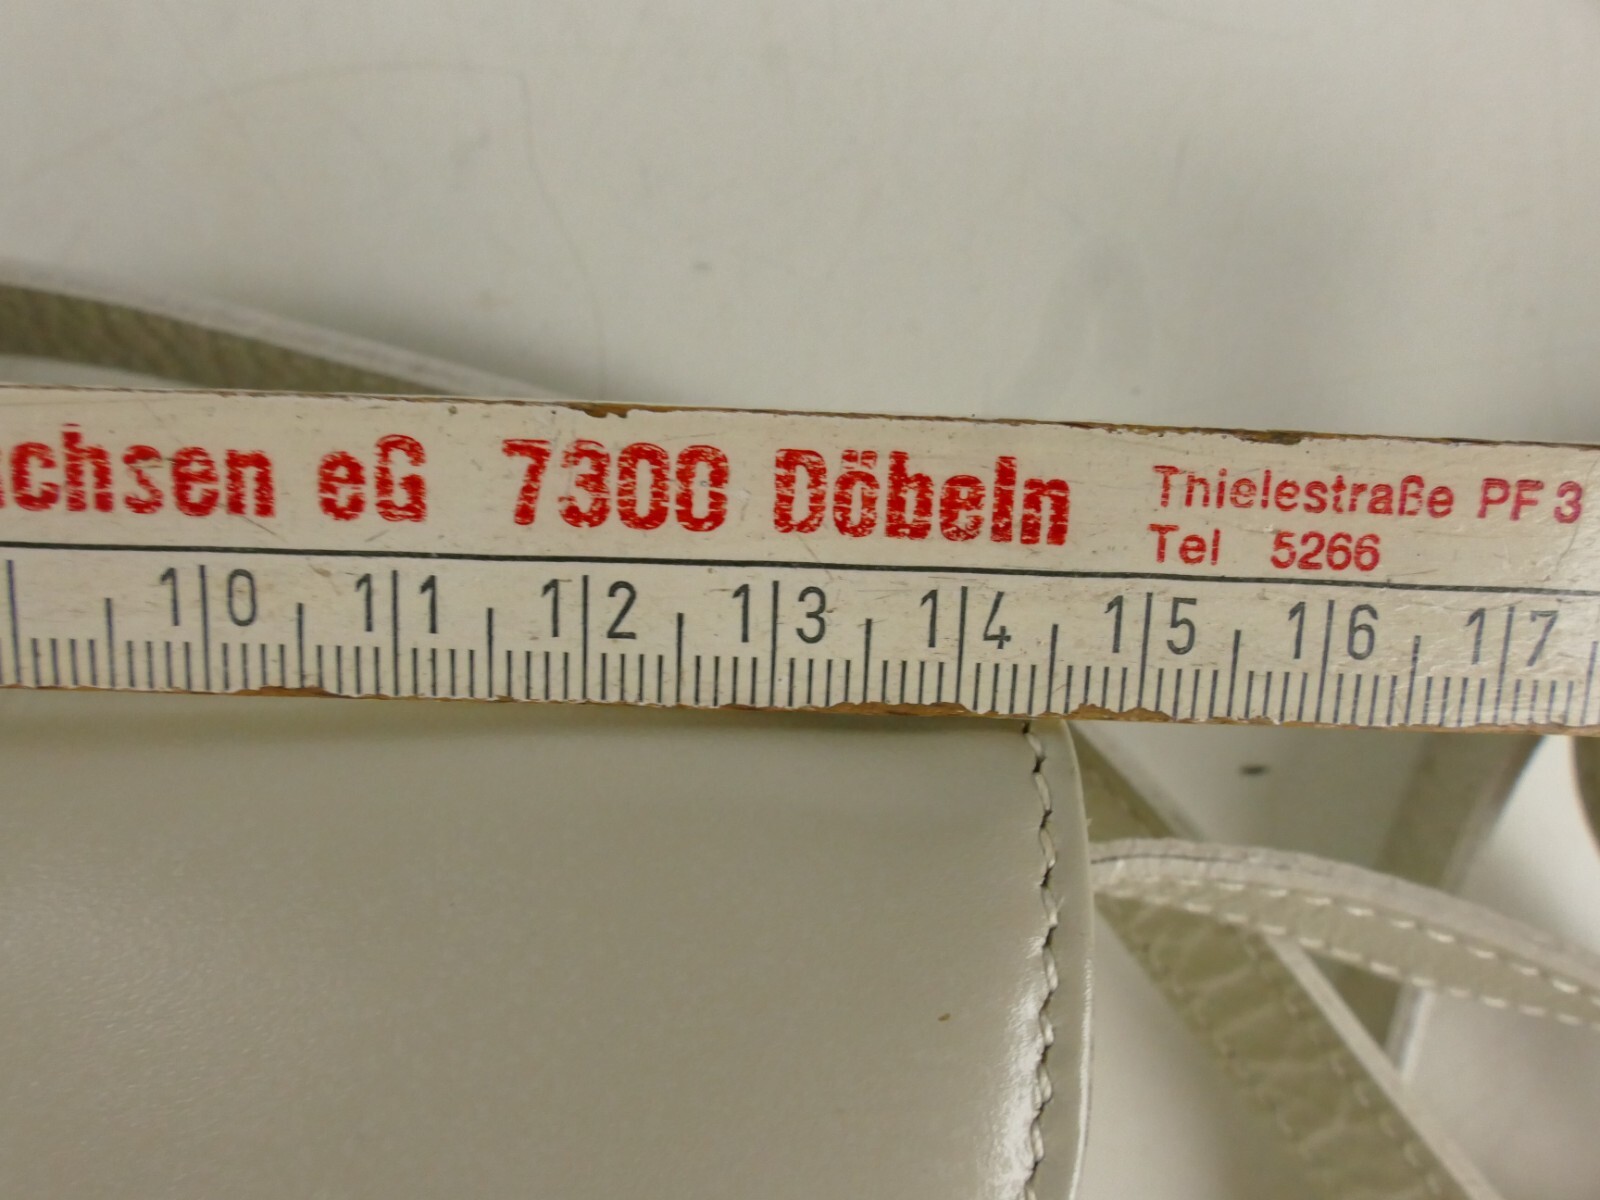 achsen eG 7300 Döbeln
Thielestraße PF 3
Tel 5266
10 11 12 13 14 15 16 17